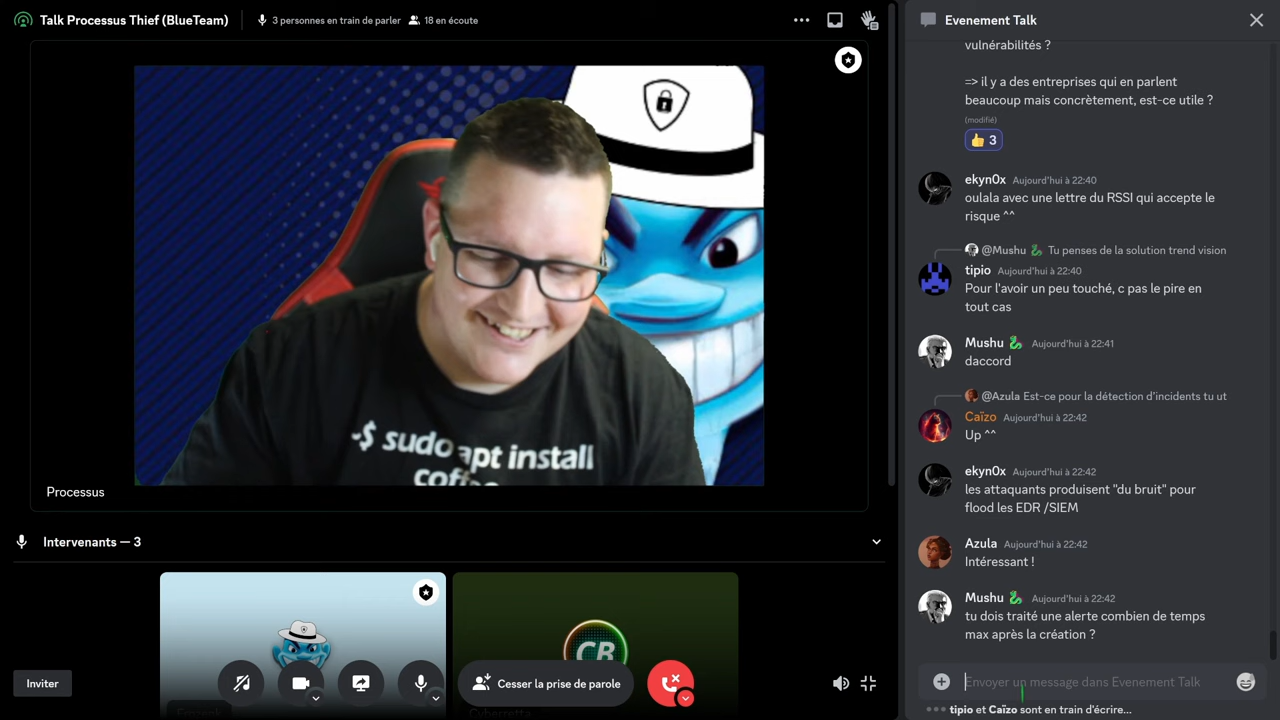 Talk Processus Thief (BlueTeam)
3 personnes en train de parler
18 en écoute
Evenement Talk
vulnérabilités ?
=> il y a des entreprises qui en parlent
beaucoup mais concrètement, est-ce utile ?
(modifié)
👍 3
ekyn0x Aujourd'hui à 22:40
oulala avec une lettre du RSSI qui accepte le
risque ^^
@Mushu 🐍 Tu penses de la solution trend vision
tipio Aujourd'hui à 22:40
Pour l'avoir un peu touché, c pas le pire en
tout cas
Mushu 🐍 Aujourd'hui à 22:41
daccord
@Azula Est-ce pour la détection d'incidents tu ut
Caïzo Aujourd'hui à 22:42
Up ^^
ekyn0x Aujourd'hui à 22:42
les attaquants produisent "du bruit" pour
flood les EDR /SIEM
Azula Aujourd'hui à 22:42
Intéressant !
Mushu 🐍 Aujourd'hui à 22:42
tu dois traité une alerte combien de temps
max après la création ?
Envoyer un message dans Evenement Talk
tipio et Caïzo sont en train d'écrire...
-$ sudo apt install
Processus
Intervenants — 3
CB
Inviter
Cesser la prise de parole